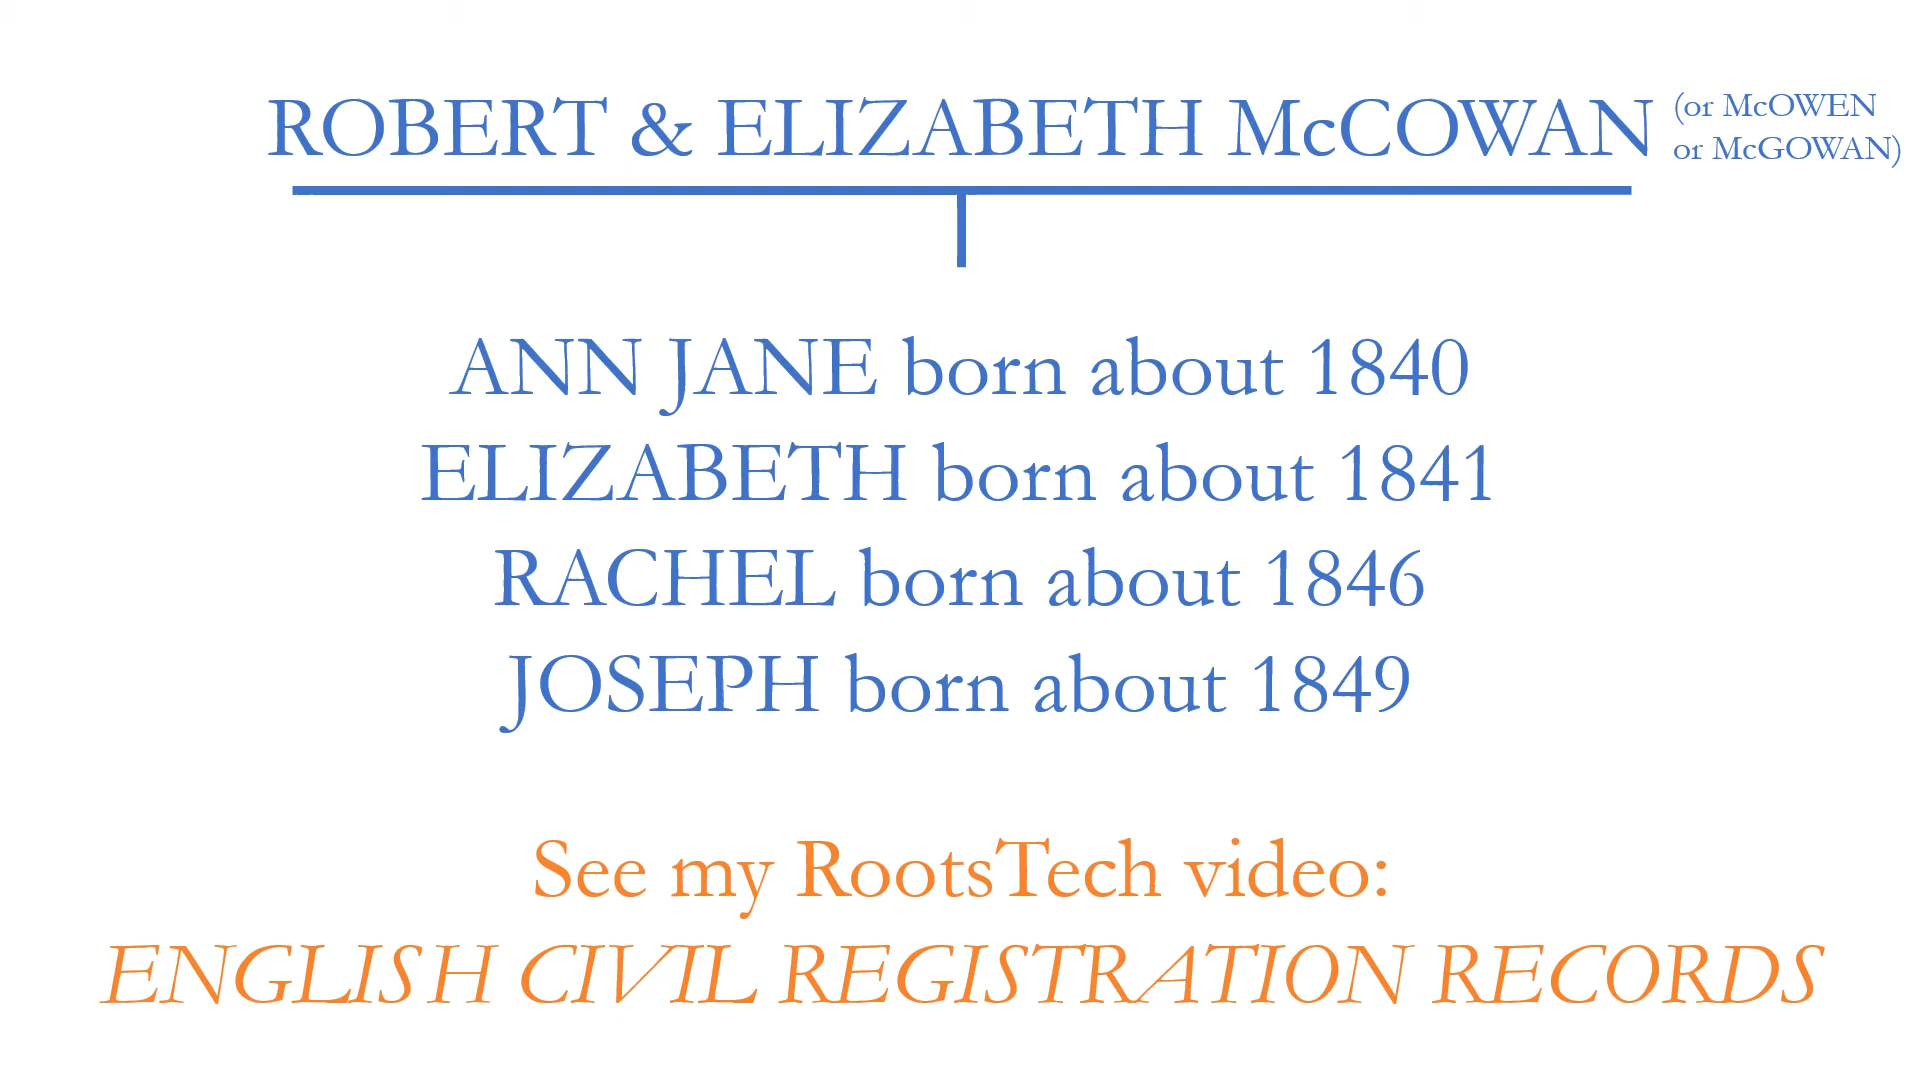 ROBERT & ELIZABETH McCOWAN (or McOWEN
or McGOWAN)
ANN JANE born about 1840
ELIZABETH born about 1841
RACHEL born about 1846
JOSEPH born about 1849
See my RootsTech video:
ENGLISH CIVIL REGISTRATION RECORDS